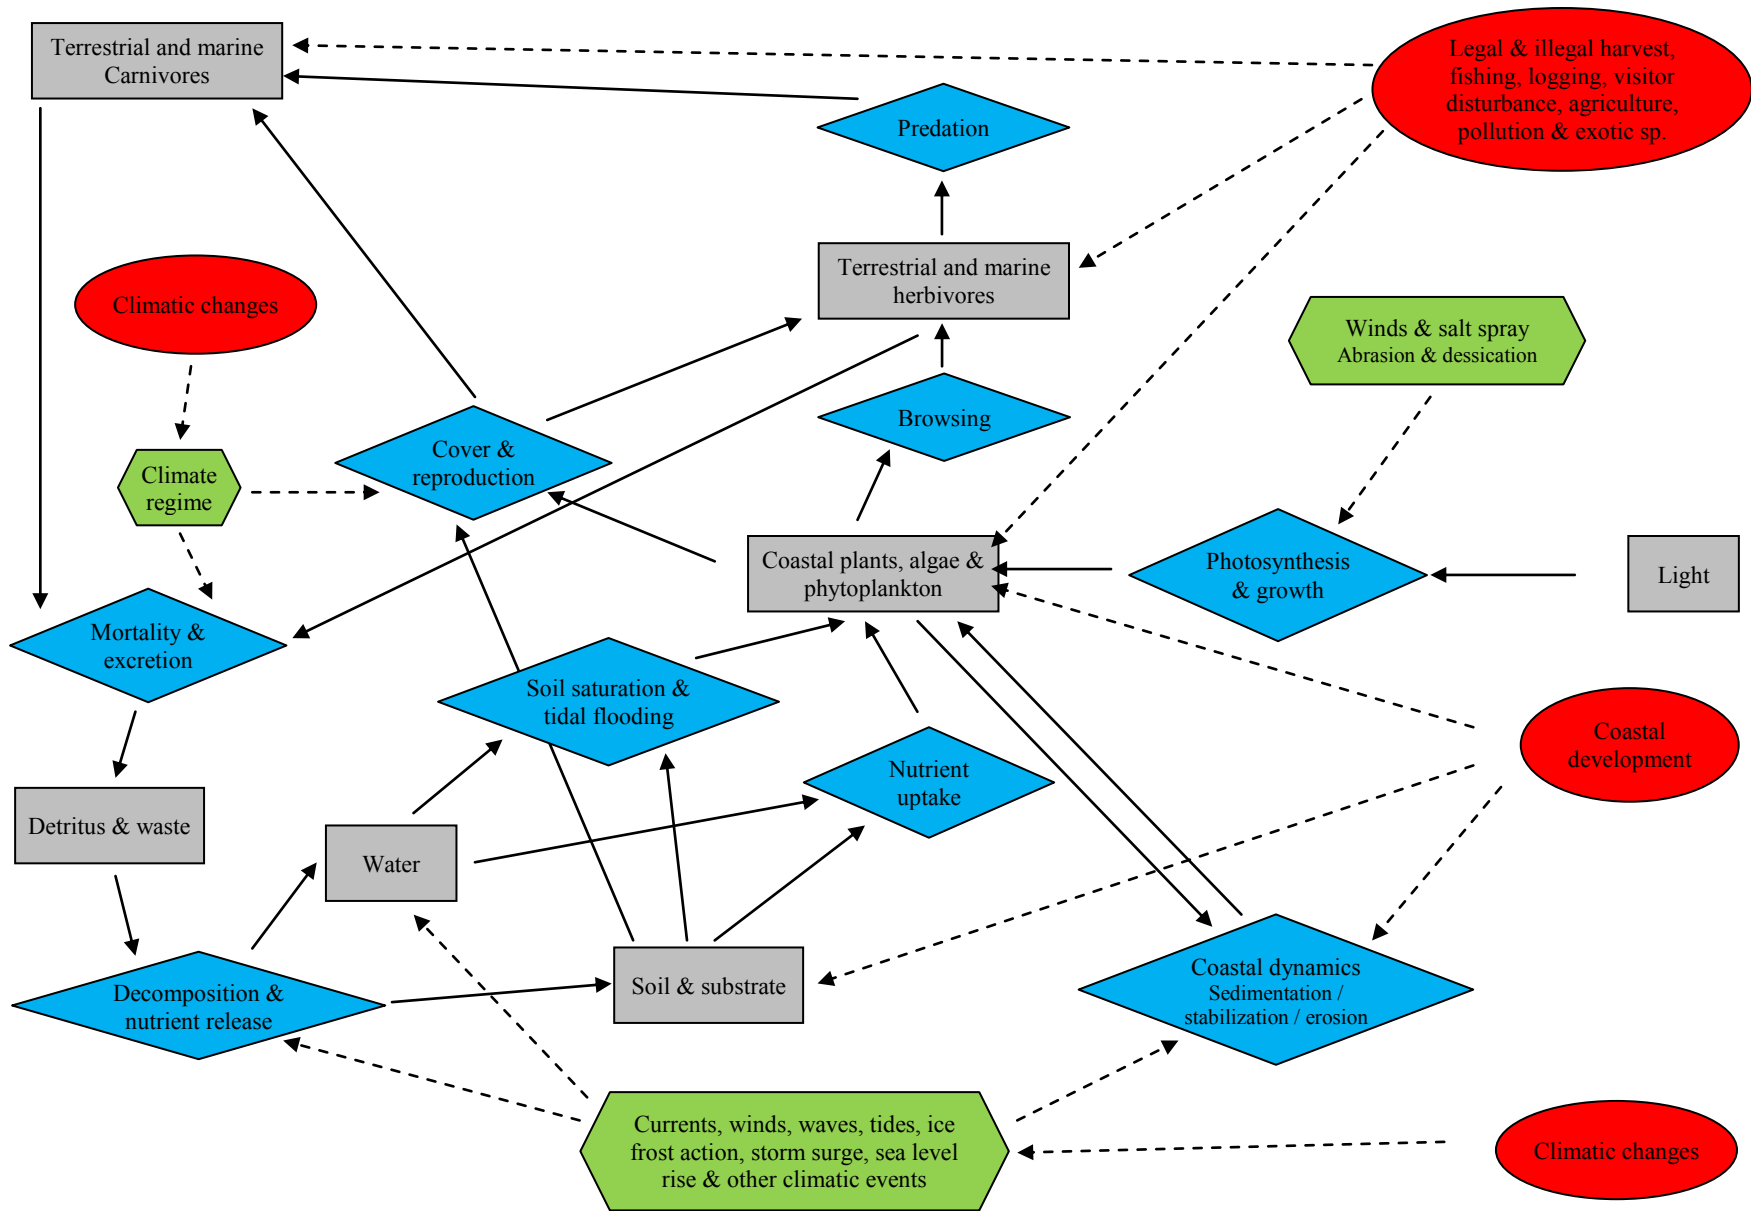 Terrestrial and marine
Carnivores
Legal & illegal harvest,
fishing, logging, visitor
disturbance, agriculture,
pollution & exotic sp.
Predation
Terrestrial and marine
herbivores
Climatic changes
Winds & salt spray
Abrasion & dessication
Browsing
Cover &
reproduction
Climate
regime
Coastal plants, algae &
phytoplankton
Photosynthesis
& growth
Light
Mortality &
excretion
Soil saturation &
tidal flooding
Coastal
development
Nutrient
uptake
Detritus & waste
Water
Soil & substrate
Coastal dynamics
Sedimentation /
stabilization / erosion
Decomposition &
nutrient release
Currents, winds, waves, tides, ice
frost action, storm surge, sea level
rise & other climatic events
Climatic changes